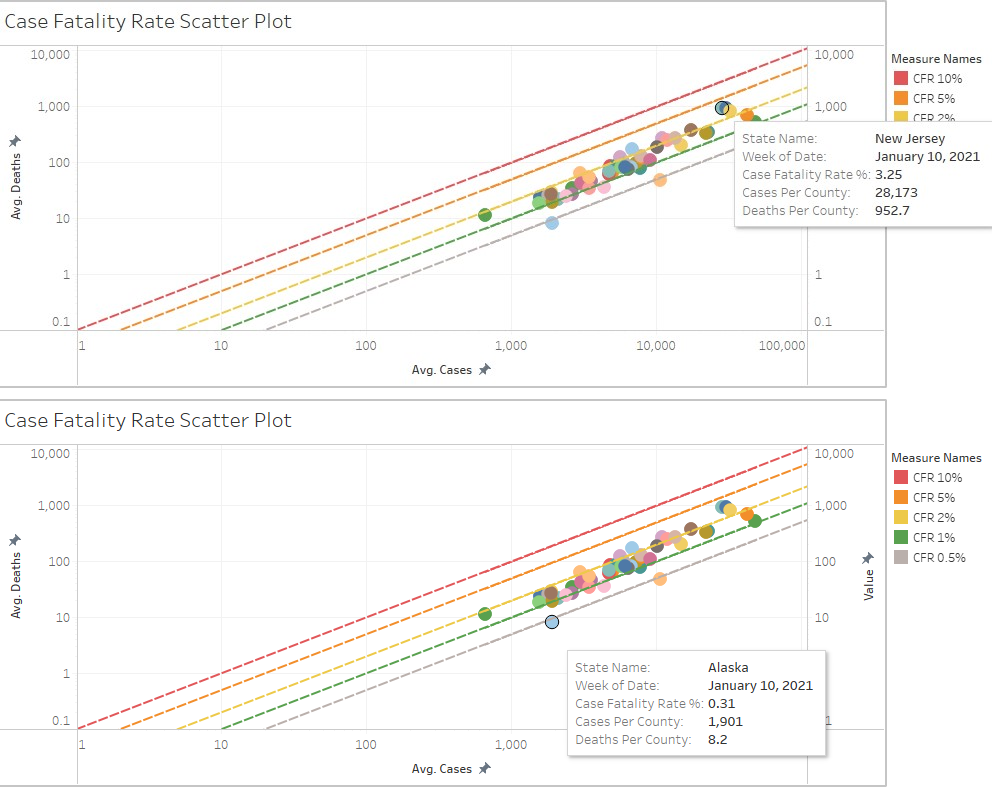 Case Fatality Rate Scatter Plot
10,000
1,000
100
10
1
0.1
Avg. Deaths
10,000
1,000
1
0.1
1
10
100
1,000
10,000
100,000
Avg. Cases
Measure Names
CFR 10%
CFR 5%
CFR 2%
State Name: New Jersey
Week of Date: January 10, 2021
Case Fatality Rate %: 3.25
Cases Per County: 28,173
Deaths Per County: 952.7
Case Fatality Rate Scatter Plot
10,000
1,000
100
10
1
0.1
Avg. Deaths
10,000
1,000
100
10
1
Value
1
10
100
1,000
Avg. Cases
Measure Names
CFR 10%
CFR 5%
CFR 2%
CFR 1%
CFR 0.5%
State Name: Alaska
Week of Date: January 10, 2021
Case Fatality Rate %: 0.31
Cases Per County: 1,901
Deaths Per County: 8.2